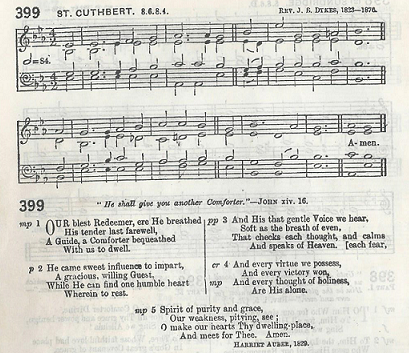 399 ST. CUTHBERT. 8.6.8.4. REV. J. B. DYKES, 1823—1876.
A- men.
399 "He shall give you another Comforter."—JOHN xiv. 16.
mp 1 OUR blest Redeemer, ere He breathed
His tender last farewell,
A Guide, a Comforter bequeathed
With us to dwell.
p 2 He came sweet influence to impart,
A gracious, willing Guest,
While He can find one humble heart
Wherein to rest.
pp 3 And His that gentle Voice we hear,
Soft as the breath of even,
That checks each thought, and calms
And speaks of Heaven. [each fear,
cr 4 And every virtue we possess,
And every victory won,
mp And every thought of holiness,
Are His alone.
mp 5 Spirit of purity and grace,
Our weakness, pitying, see;
O make our hearts Thy dwelling-place,
And meet for Thee. Amen.
HARRIET AUBER, 1829.